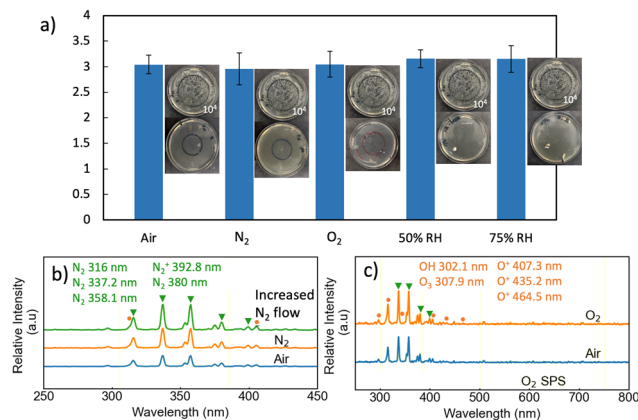 a)
4
3.5
3
2.5
2
1.5
1
0.5
0
10⁴
10⁴
10⁴
10⁴
10⁴
Air
N₂
O₂
50% RH
75% RH
b)
N₂ 316 nm
N₂⁺ 392.8 nm
N₂ 337.2 nm
N₂ 380 nm
N₂ 358.1 nm
Increased
N₂ flow
N₂
Air
Relative Intensity
(a.u)
250
300
350
400
450
Wavelength (nm)
c)
OH 302.1 nm
O⁺ 407.3 nm
O₃ 307.9 nm
O⁺ 435.2 nm
O⁺ 464.5 nm
O₂
Air
O₂ SPS
Relative Intensity
(a.u)
300
400
500
600
700
800
Wavelength (nm)